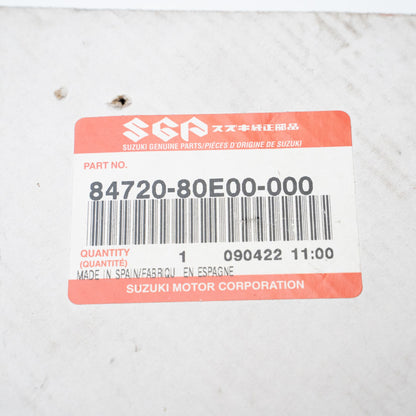 SGP スズキ純正部品
SUZUKI GENUINE PARTS/PIÈCES D'ORIGINE DE SUZUKI
PART NO.
84720-80E00-000
QUANTITY 1 090422 11:00
(QUANTITÉ)
MADE IN SPAIN/FABRIQU EN ESPAGNE
SUZUKI MOTOR CORPORATION